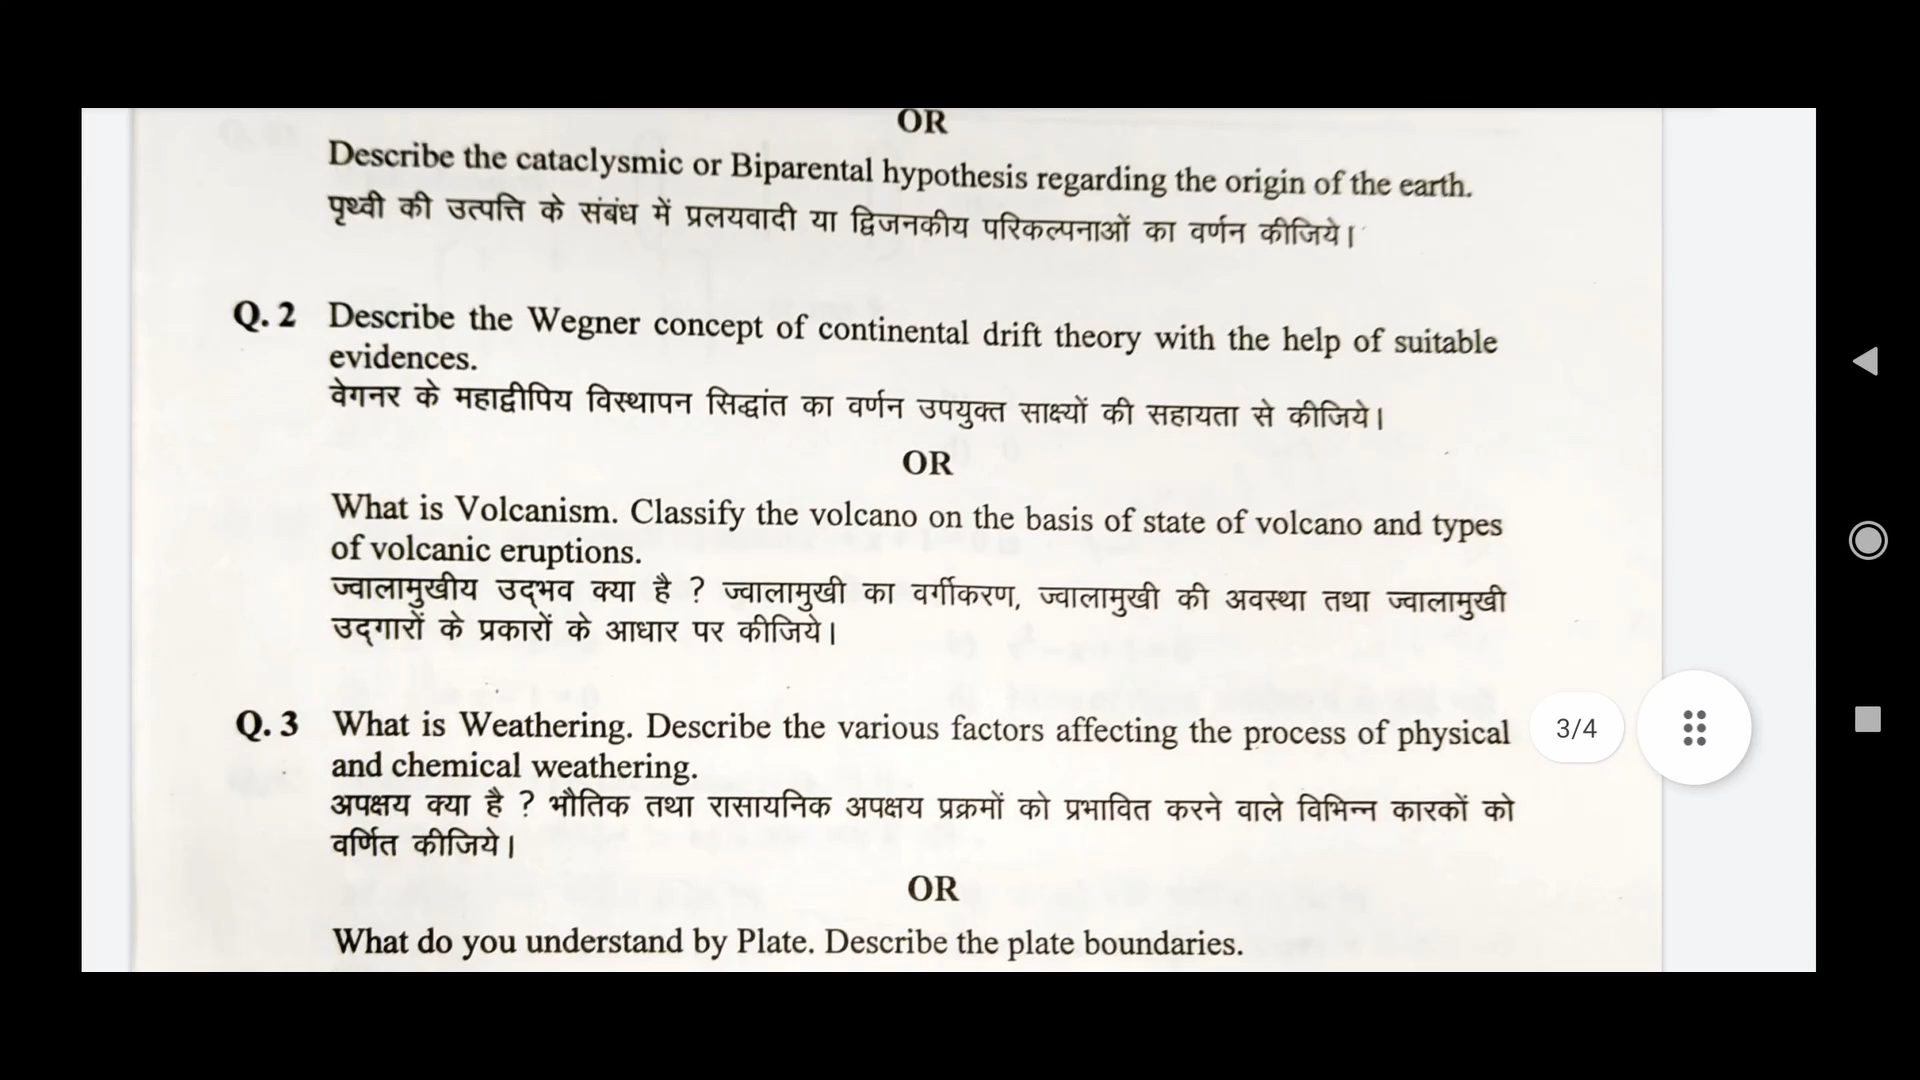 OR
Describe the cataclysmic or Biparental hypothesis regarding the origin of the earth.
पृथ्वी की उत्पत्ति के संबंध में प्रलयवादी या द्विजनकीय परिकल्पनाओं का वर्णन कीजिये।
Q. 2 Describe the Wegner concept of continental drift theory with the help of suitable
evidences.
वेगनर के महाद्वीपिय विस्थापन सिद्धांत का वर्णन उपयुक्त साक्ष्यों की सहायता से कीजिये।
OR
What is Volcanism. Classify the volcano on the basis of state of volcano and types
of volcanic eruptions.
ज्वालामुखीय उद्‌भव क्या है ? ज्वालामुखी का वर्गीकरण, ज्वालामुखी की अवस्था तथा ज्वालामुखी
उद्‌गारों के प्रकारों के आधार पर कीजिये।
Q. 3 What is Weathering. Describe the various factors affecting the process of physical
and chemical weathering.
अपक्षय क्या है ? भौतिक तथा रासायनिक अपक्षय प्रक्रमों को प्रभावित करने वाले विभिन्न कारकों को
वर्णित कीजिये।
OR
What do you understand by Plate. Describe the plate boundaries.
3/4